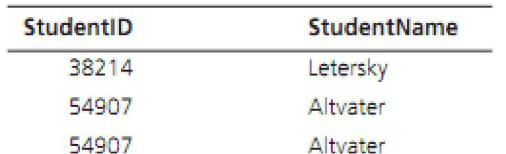 StudentID StudentName
38214 Letersky
54907 Altvater
54907 Altvater